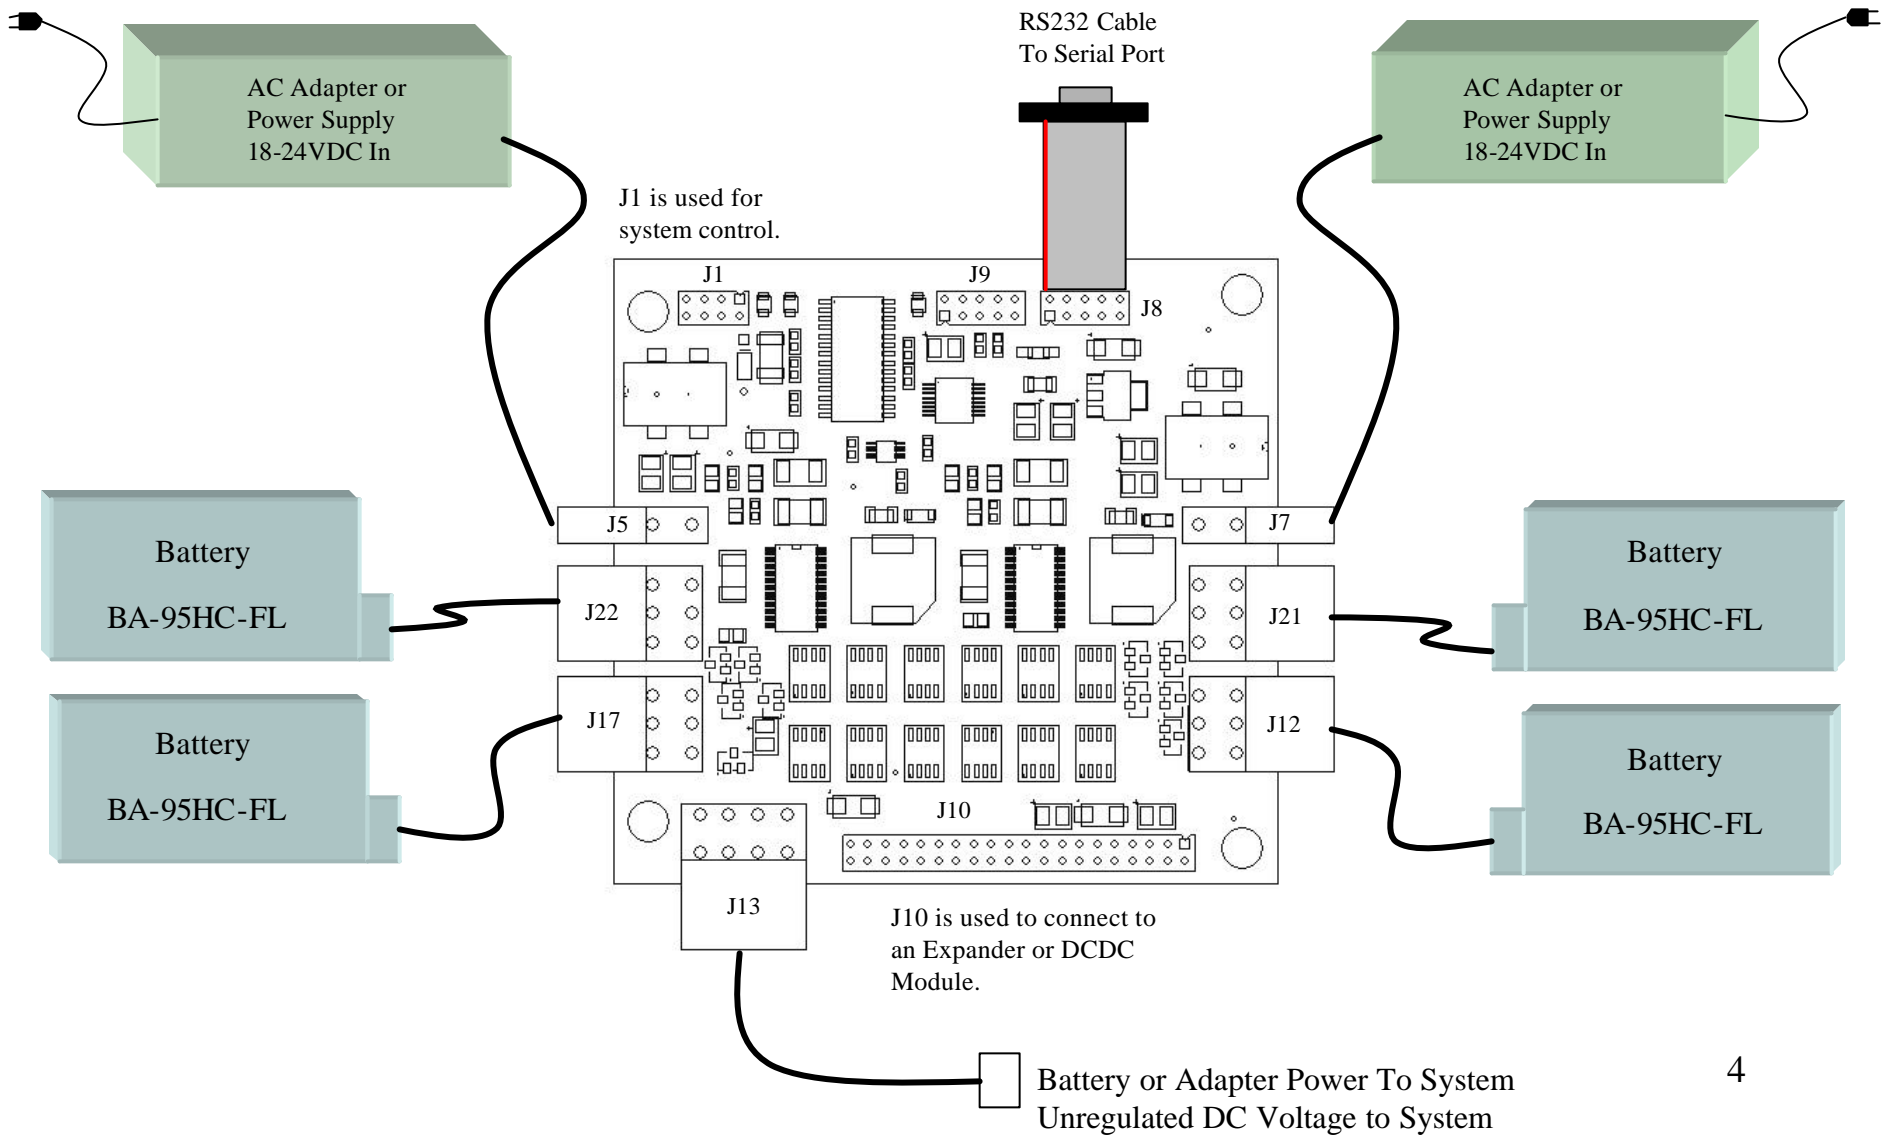 RS232 Cable
To Serial Port
AC Adapter or
Power Supply
18-24VDC In
AC Adapter or
Power Supply
18-24VDC In
J1 is used for
system control.
J1
J9
J8
J5
J7
Battery
BA-95HC-FL
J22
J21
Battery
BA-95HC-FL
Battery
BA-95HC-FL
J17
J12
Battery
BA-95HC-FL
J10
J13
J10 is used to connect to
an Expander or DCDC
Module.
Battery or Adapter Power To System
Unregulated DC Voltage to System
4